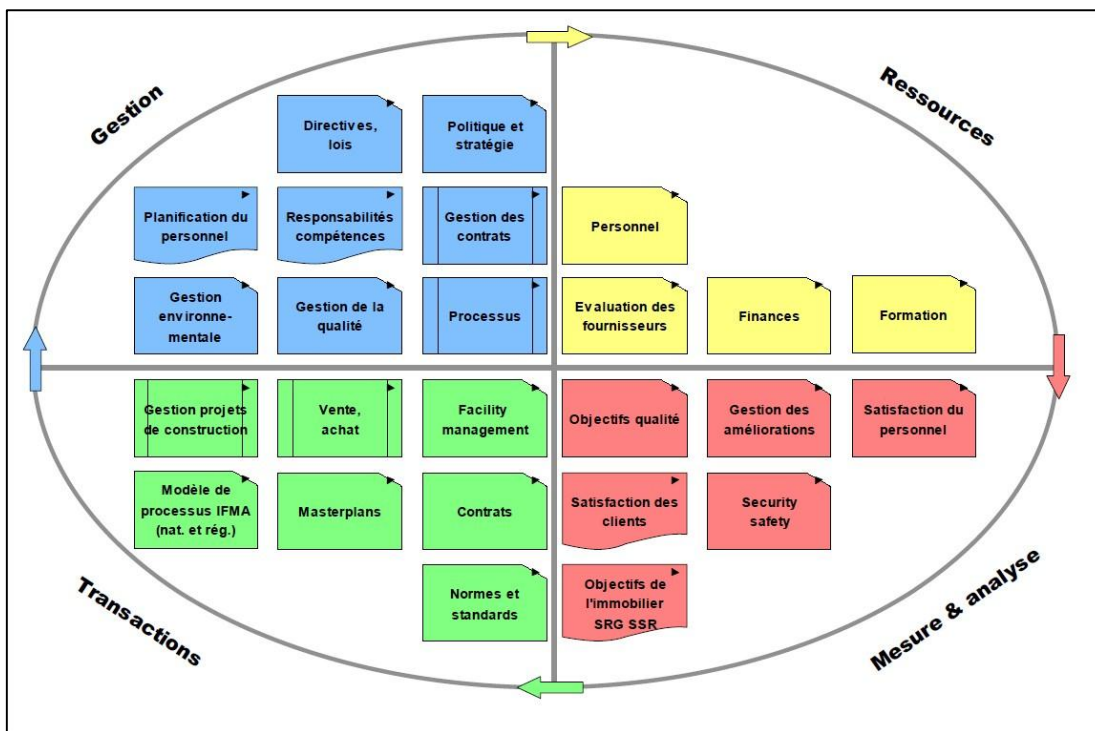 Gestion
Ressources
Directives,
lois
Politique et
stratégie
Planification du
personnel
Responsabilités
compétences
Gestion des
contrats
Personnel
Gestion
environne-
mentale
Gestion de la
qualité
Processus
Evaluation des
fournisseurs
Finances
Formation
Gestion projets
de construction
Vente,
achat
Facility
management
Objectifs qualité
Gestion des
améliorations
Satisfaction du
personnel
Modèle de
processus IFMA
(nat. et rég.)
Masterplans
Contrats
Satisfaction des
clients
Security
safety
Normes et
standards
Objectifs de
l'immobilier
SRG SSR
Transactions
Mesure & analyse